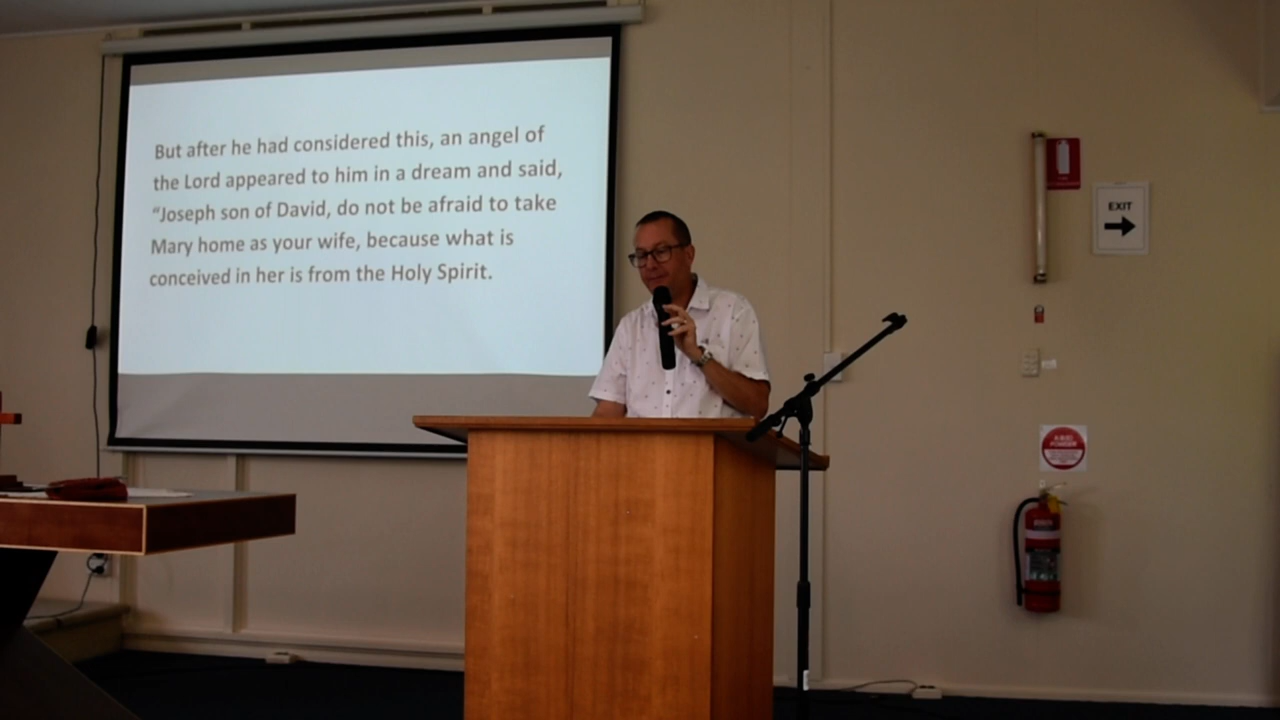 But after he had considered this, an angel of
the Lord appeared to him in a dream and said,
“Joseph son of David, do not be afraid to take
Mary home as your wife, because what is
conceived in her is from the Holy Spirit.
EXIT